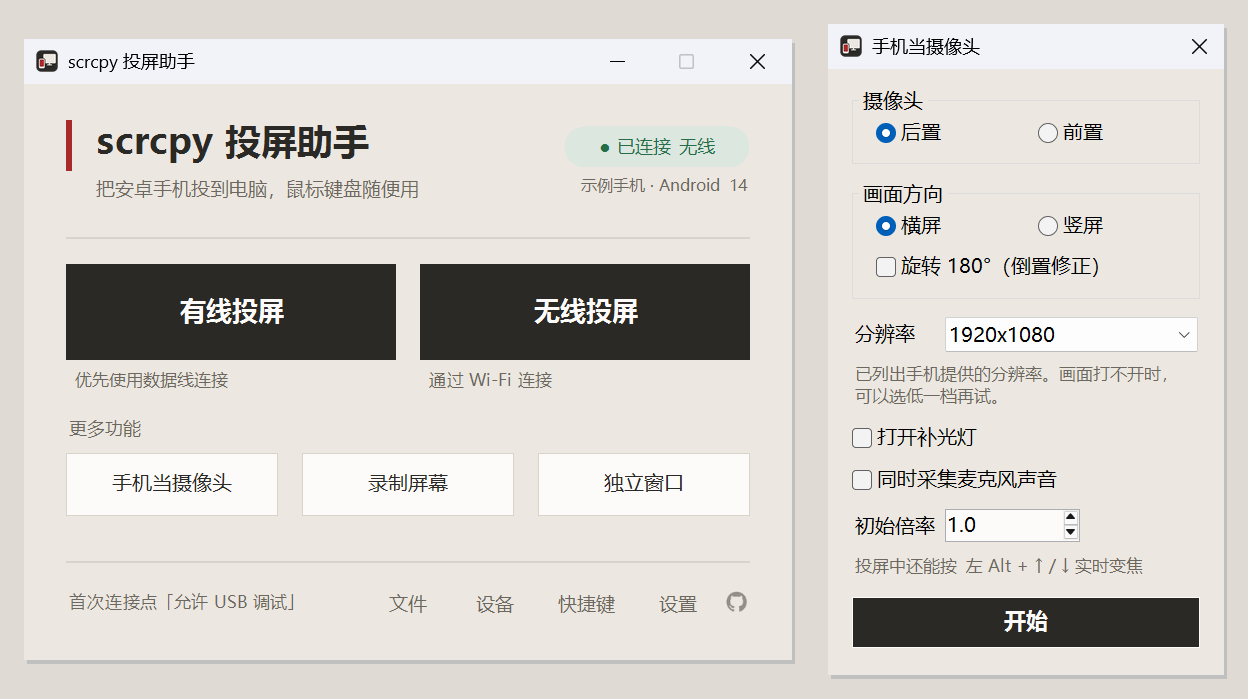 scrcpy 投屏助手
scrcpy 投屏助手
把安卓手机投到电脑，鼠标键盘随便用
● 已连接 无线
示例手机 · Android 14
有线投屏
无线投屏
优先使用数据线连接
通过 Wi-Fi 连接
更多功能
手机当摄像头
录制屏幕
独立窗口
首次连接点「允许 USB 调试」
文件
设备
快捷键
设置
手机当摄像头
摄像头
后置
前置
画面方向
横屏
竖屏
旋转 180°（倒置修正）
分辨率
1920x1080
已列出手机提供的分辨率。画面打不开时，
可以选低一档再试。
打开补光灯
同时采集麦克风声音
初始倍率
1.0
投屏中还能按 左 Alt + ↑ / ↓ 实时变焦
开始